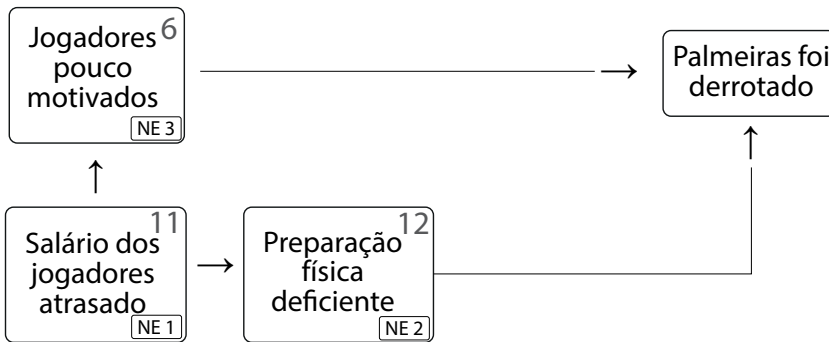 Jogadores 6
pouco
motivados
NE 3
Palmeiras foi
derrotado
Salário dos 11
jogadores
atrasado
NE 1
Preparação 12
física
deficiente
NE 2